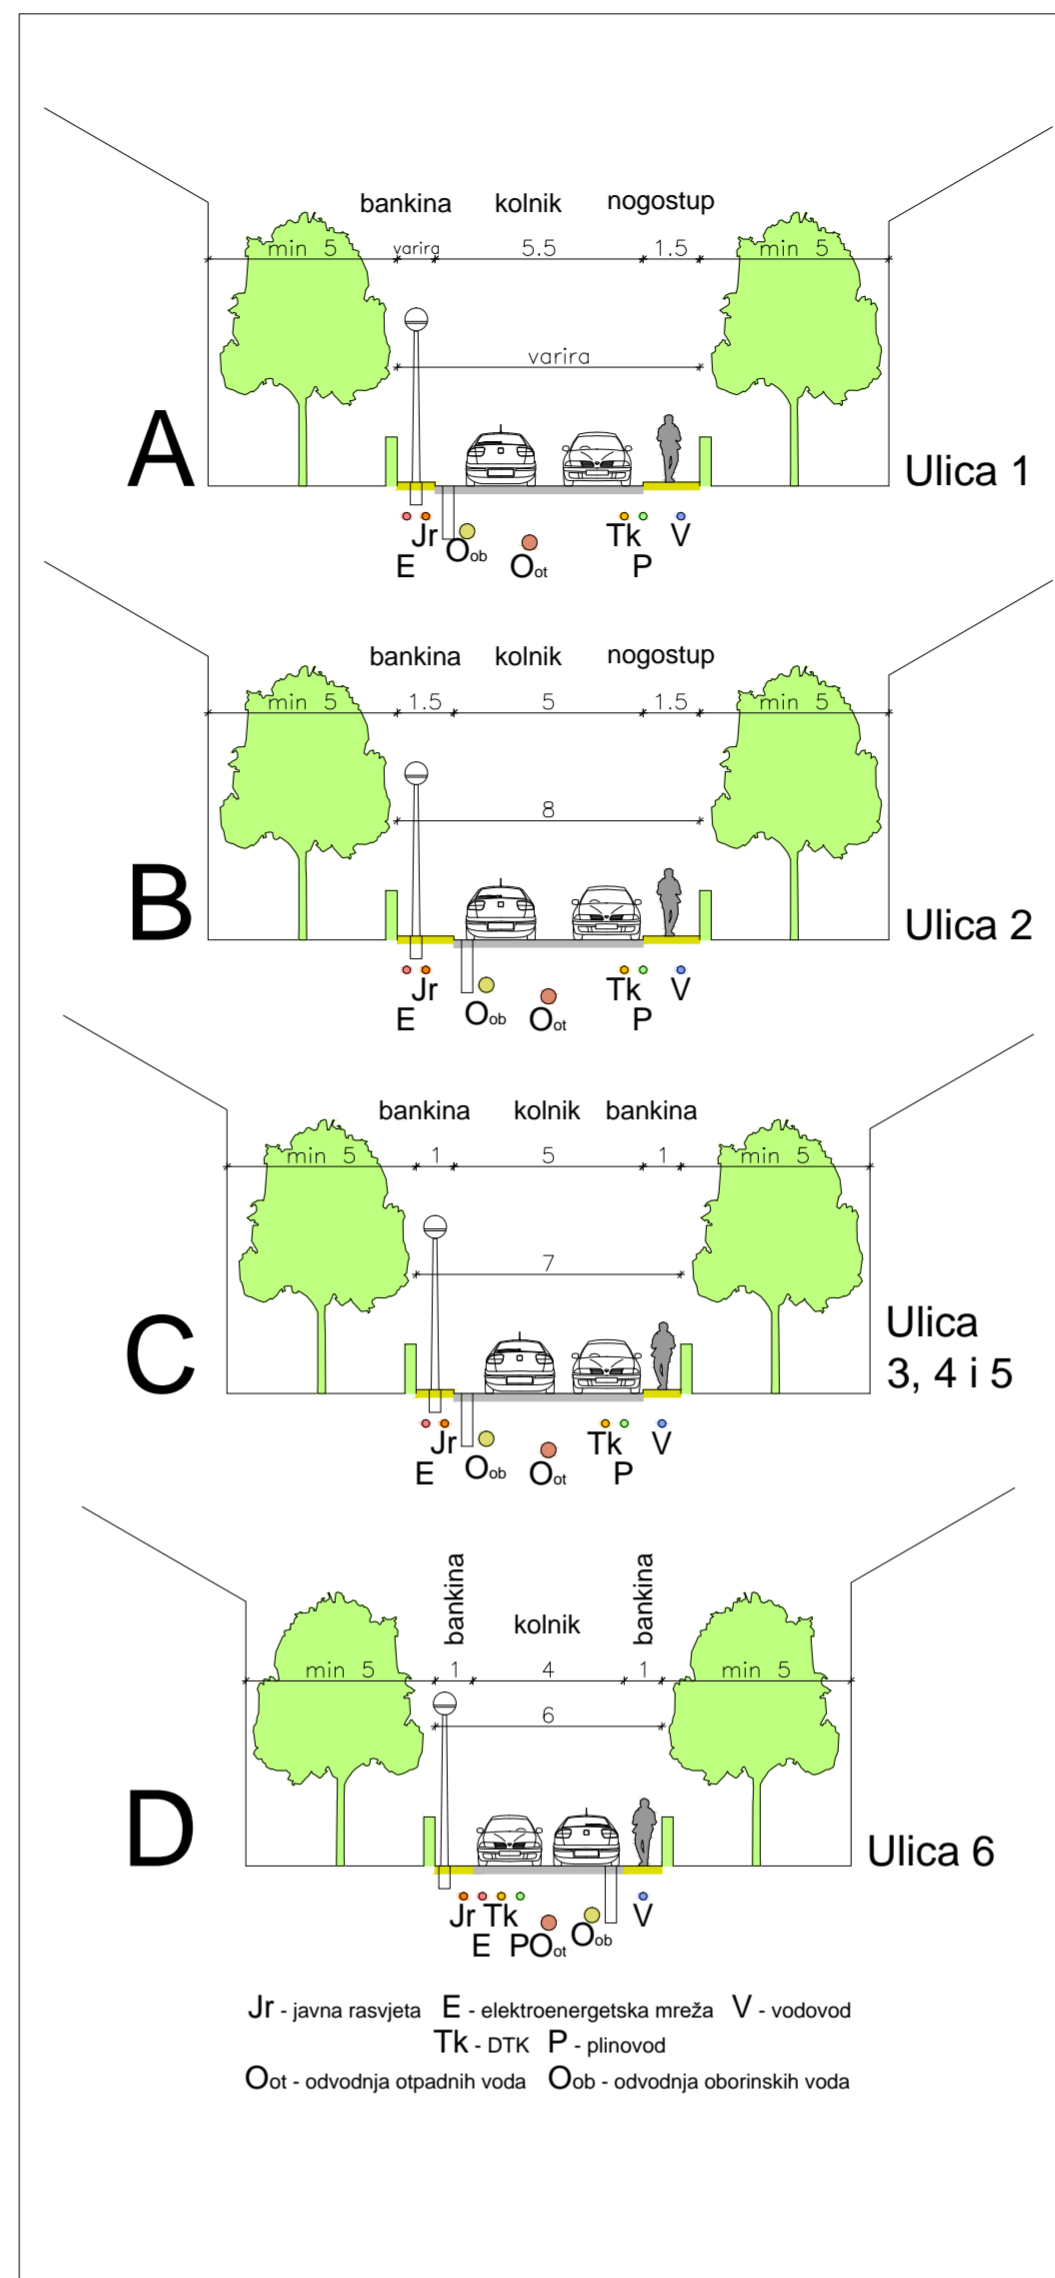 bankina kolnik nogostup
min 5 varira 5.5 1.5 min 5
varira
A
Ulica 1
Jr Oob Oot Tk V
E P
bankina kolnik nogostup
min 5 1.5 5 1.5 min 5
8
B
Ulica 2
Jr Oob Oot Tk V
E P
bankina kolnik bankina
min 5 1 5 1 min 5
7
C
Ulica
3, 4 i 5
Jr Oob Oot Tk V
E P
bankina kolnik bankina
min 5 1 4 1 min 5
6
D
Ulica 6
Jr Tk V
E P Oot Oob
Jr - javna rasvjeta E - elektroenergetska mreža V - vodovod
Tk - DTK P - plinovod
Oot - odvodnja otpadnih voda Oob - odvodnja oborinskih voda